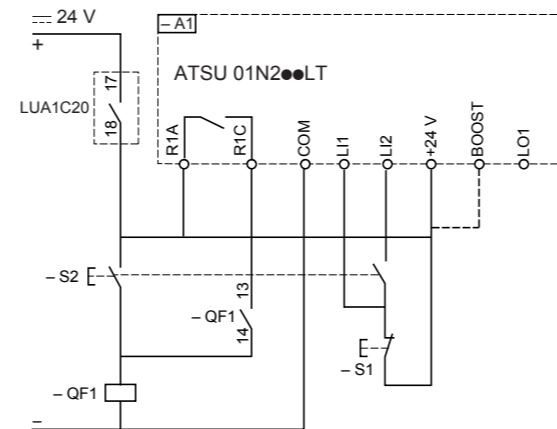 ⎓ 24 V
+
– A1
ATSU 01N2●●LT
17
LUA1C20
18
R1A
R1C
COM
LI1
LI2
+24 V
BOOST
LO1
– S2
13
– QF1
14
– S1
– QF1
–